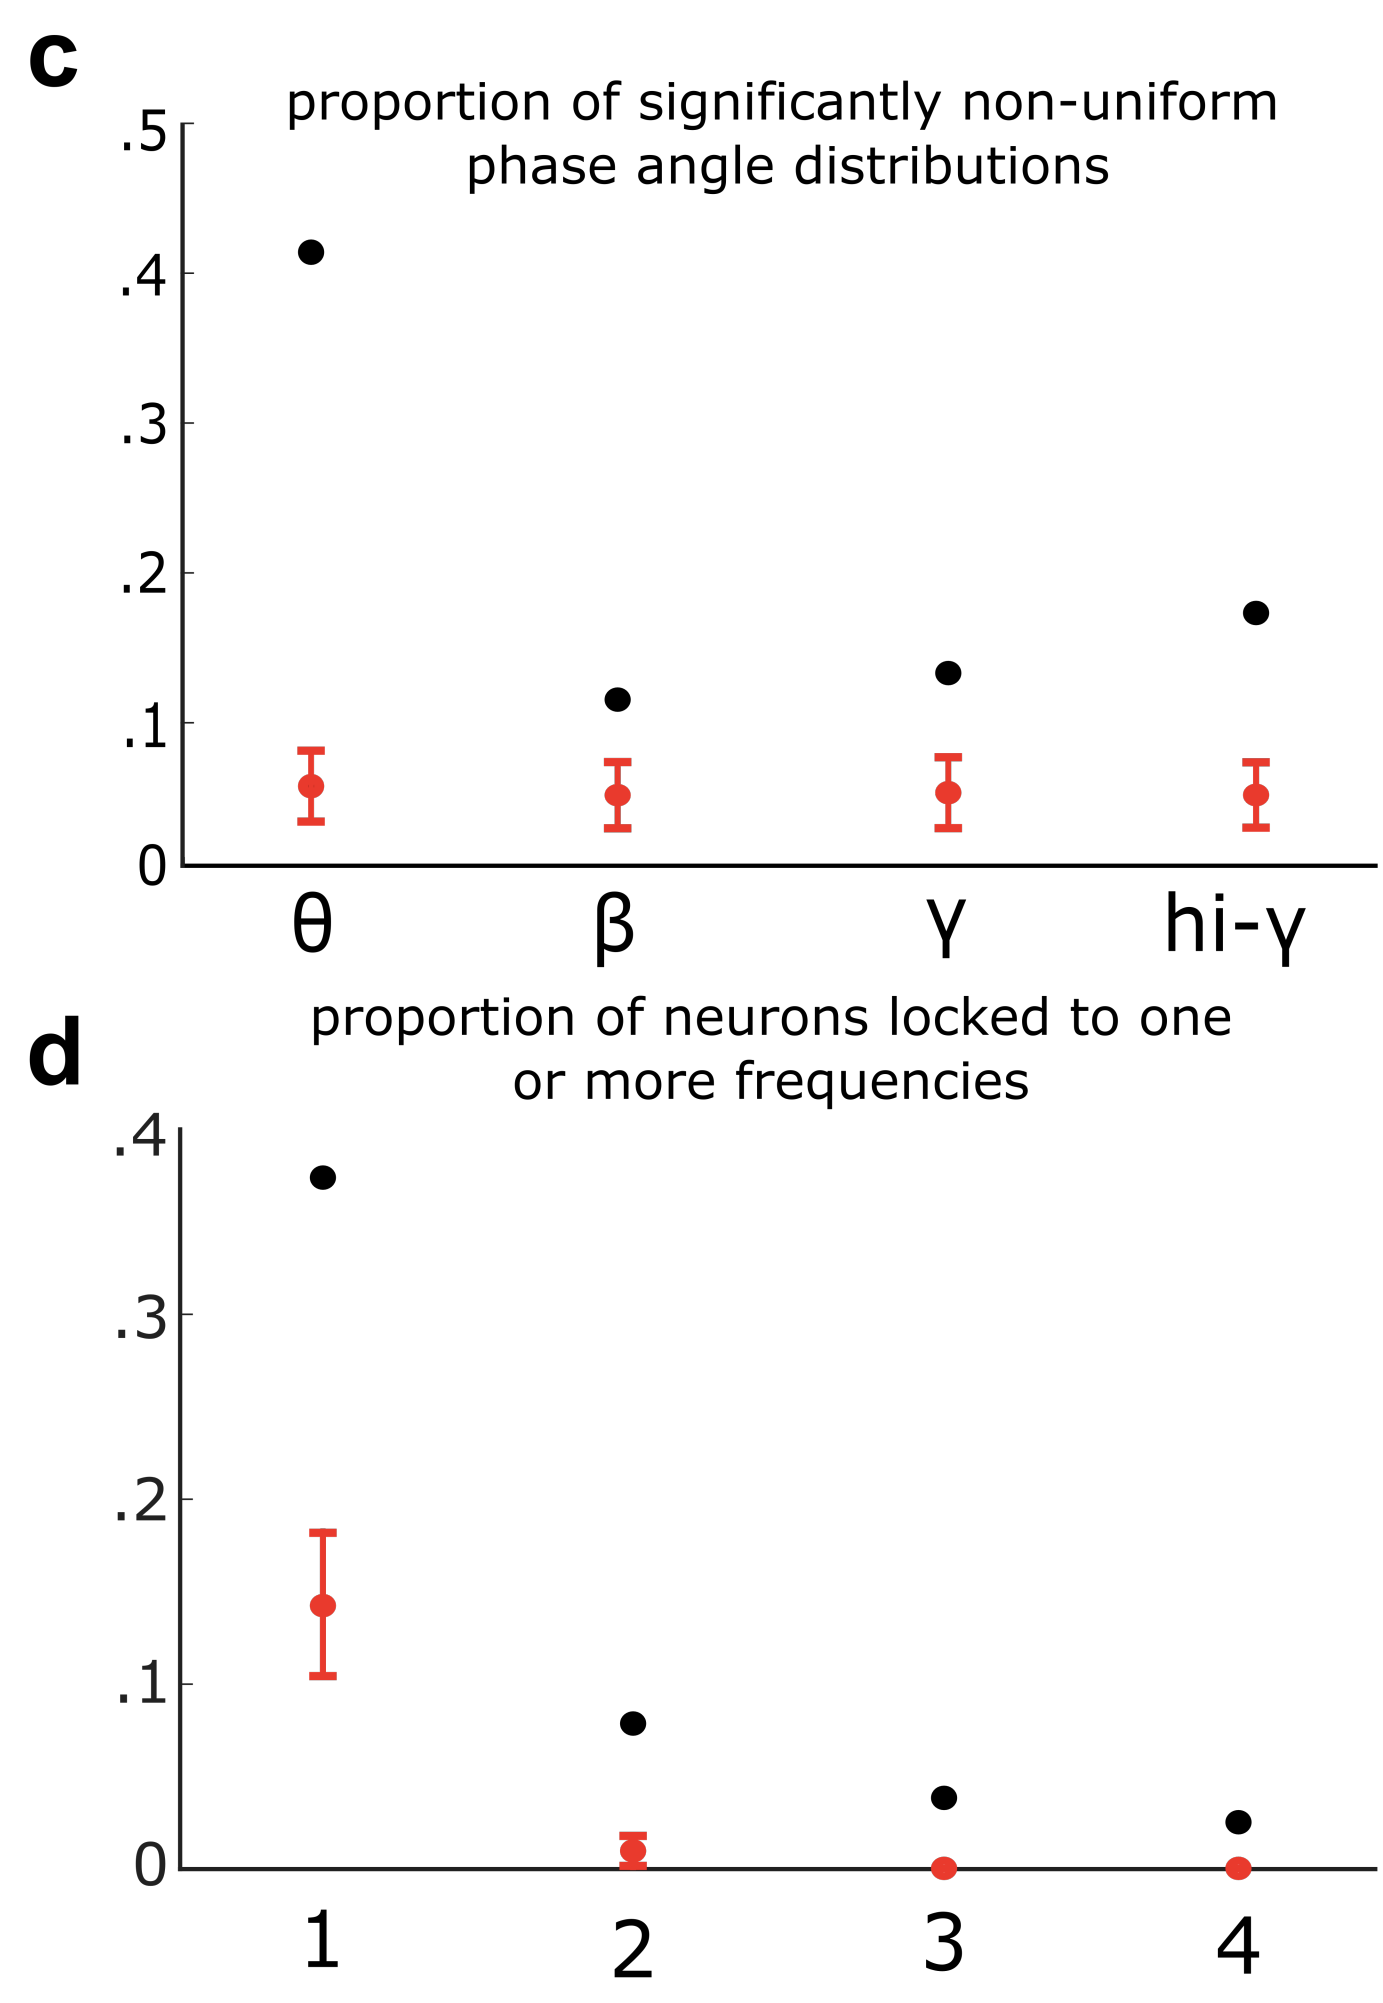 c
proportion of significantly non-uniform
phase angle distributions
.5
.4
.3
.2
.1
0
θ β γ hi-γ
d
proportion of neurons locked to one
or more frequencies
.4
.3
.2
.1
0
1 2 3 4